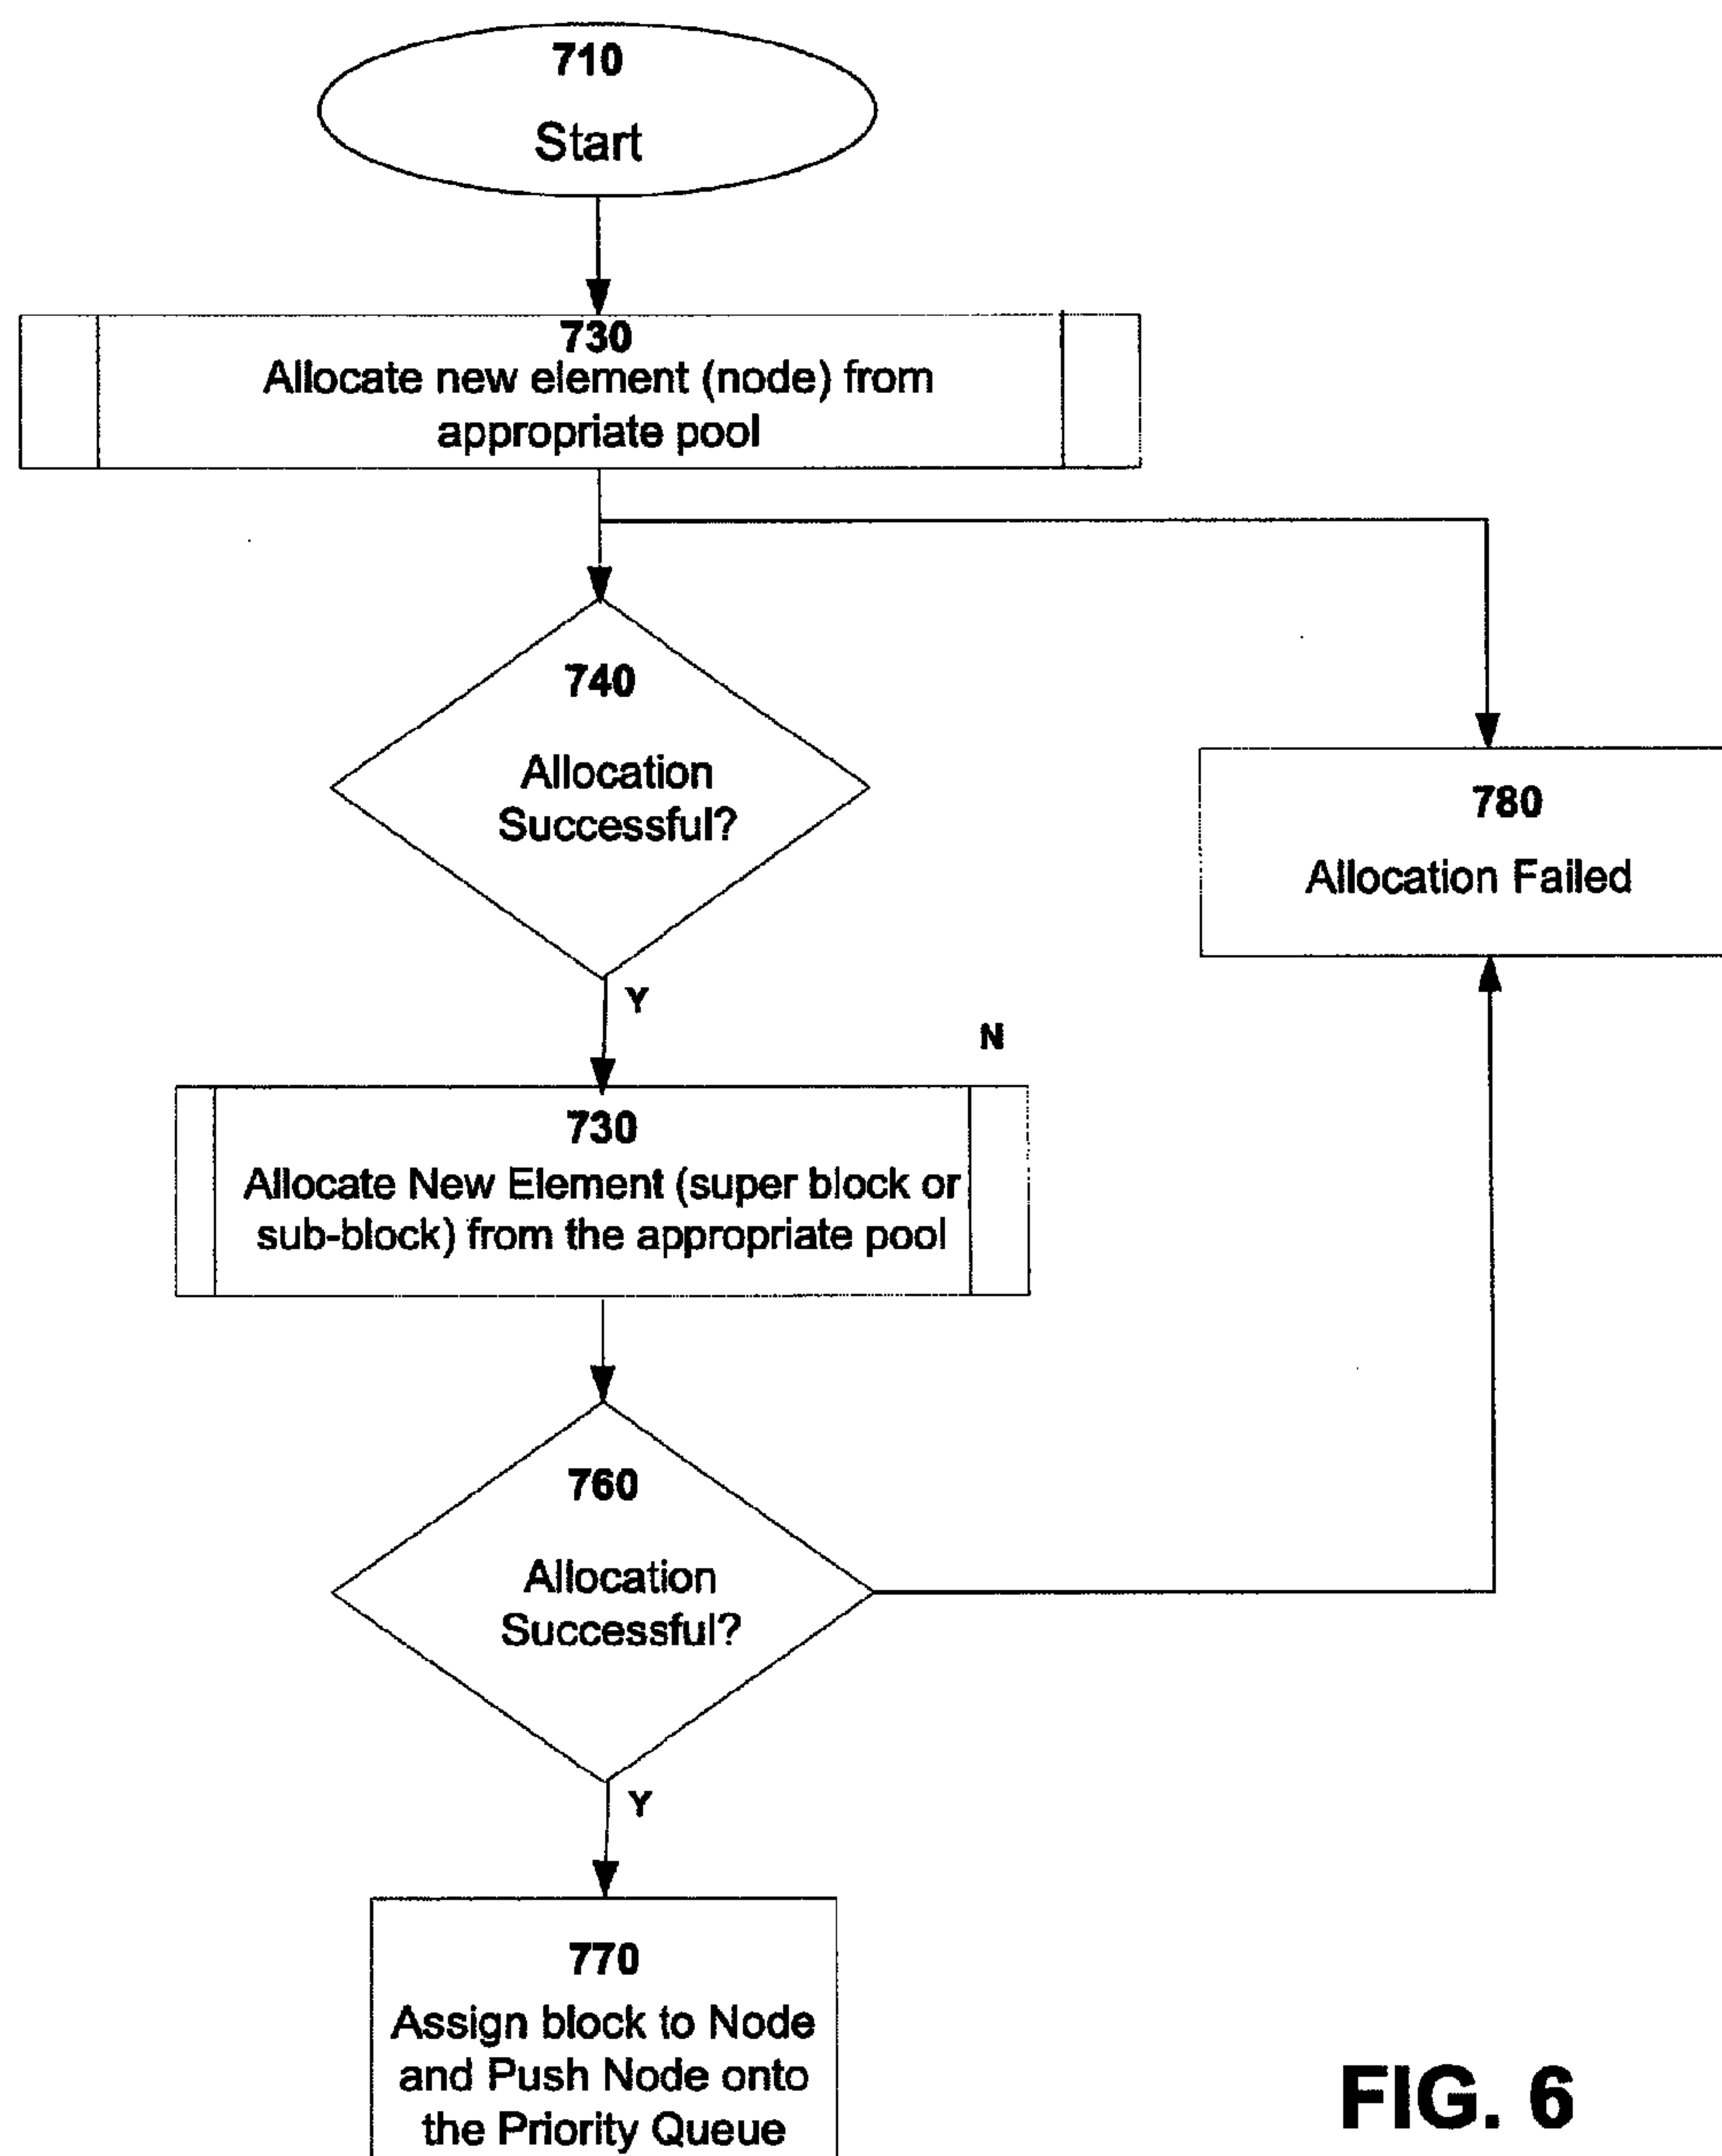 710
Start
730
Allocate new element (node) from
appropriate pool
740
Allocation
Successful?
780
Allocation Failed
Y
N
730
Allocate New Element (super block or
sub-block) from the appropriate pool
760
Allocation
Successful?
Y
770
Assign block to Node
and Push Node onto
the Priority Queue
FIG. 6